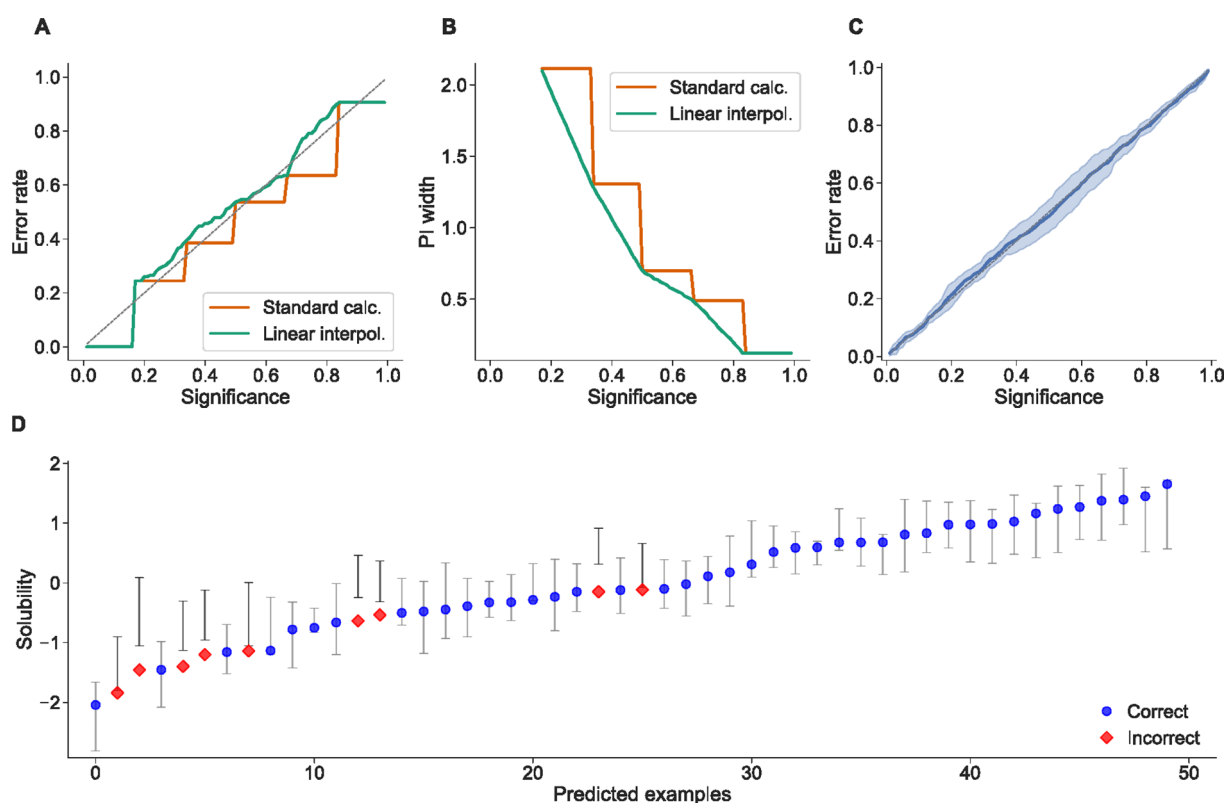 A
Error rate
1.0
0.8
0.6
0.4
0.2
0.0
Standard calc.
Linear interpol.
0.0 0.2 0.4 0.6 0.8 1.0
Significance
B
PI width
2.0
1.5
1.0
0.5
Standard calc.
Linear interpol.
0.0 0.2 0.4 0.6 0.8 1.0
Significance
C
Error rate
1.0
0.8
0.6
0.4
0.2
0.0
0.0 0.2 0.4 0.6 0.8 1.0
Significance
D
Solubility
2
1
0
−1
−2
Correct
Incorrect
0 10 20 30 40 50
Predicted examples